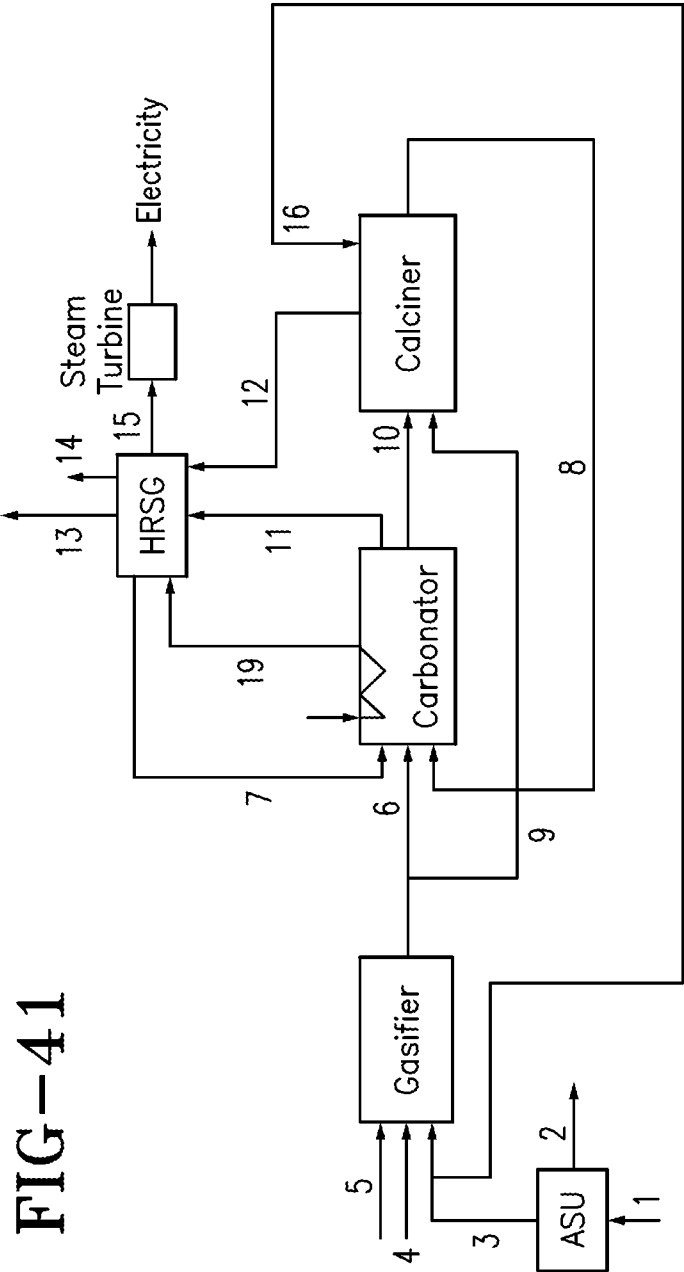 FIG-41
13
14
15
Steam
Turbine
Electricity
HRSG
7
19
11
12
16
5
4
Gasifier
6
Carbonator
10
Calciner
3
2
ASU
1
9
8